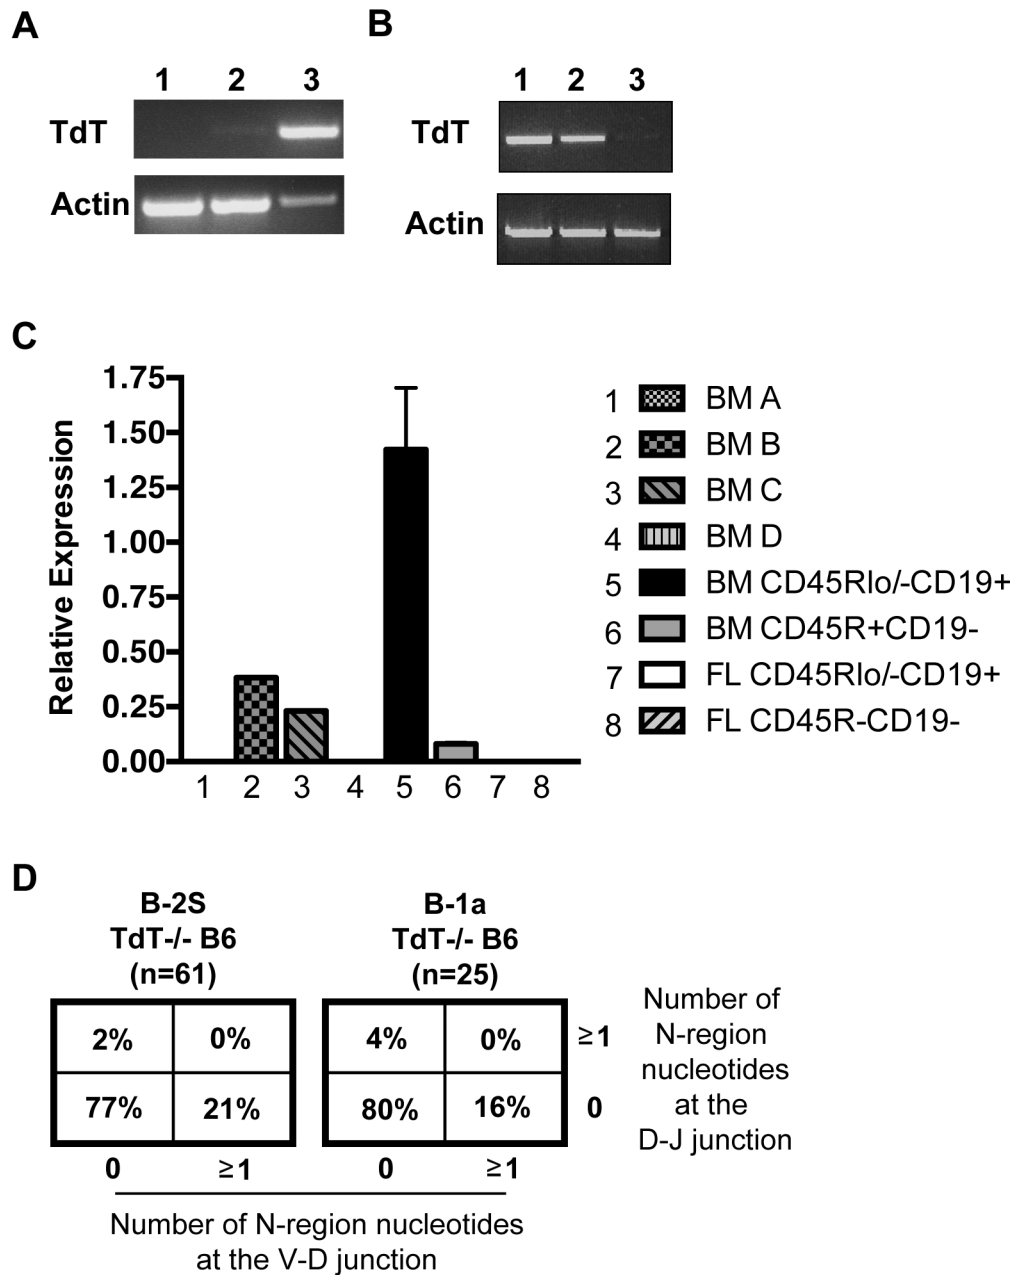 A
1 2 3
TdT
Actin
B
1 2 3
TdT
Actin
C
Relative Expression
1.75
1.50
1.25
1.00
0.75
0.50
0.25
0.00
1 2 3 4 5 6 7 8
1 BM A
2 BM B
3 BM C
4 BM D
5 BM CD45Rlo/-CD19+
6 BM CD45R+CD19-
7 FL CD45Rlo/-CD19+
8 FL CD45R-CD19-
D
B-2S
TdT-/- B6
(n=61)
2% 0%
77% 21%
0 ≥1
B-1a
TdT-/- B6
(n=25)
4% 0%
80% 16%
0 ≥1
≥1
0
Number of
N-region
nucleotides
at the
D-J junction
Number of N-region nucleotides
at the V-D junction